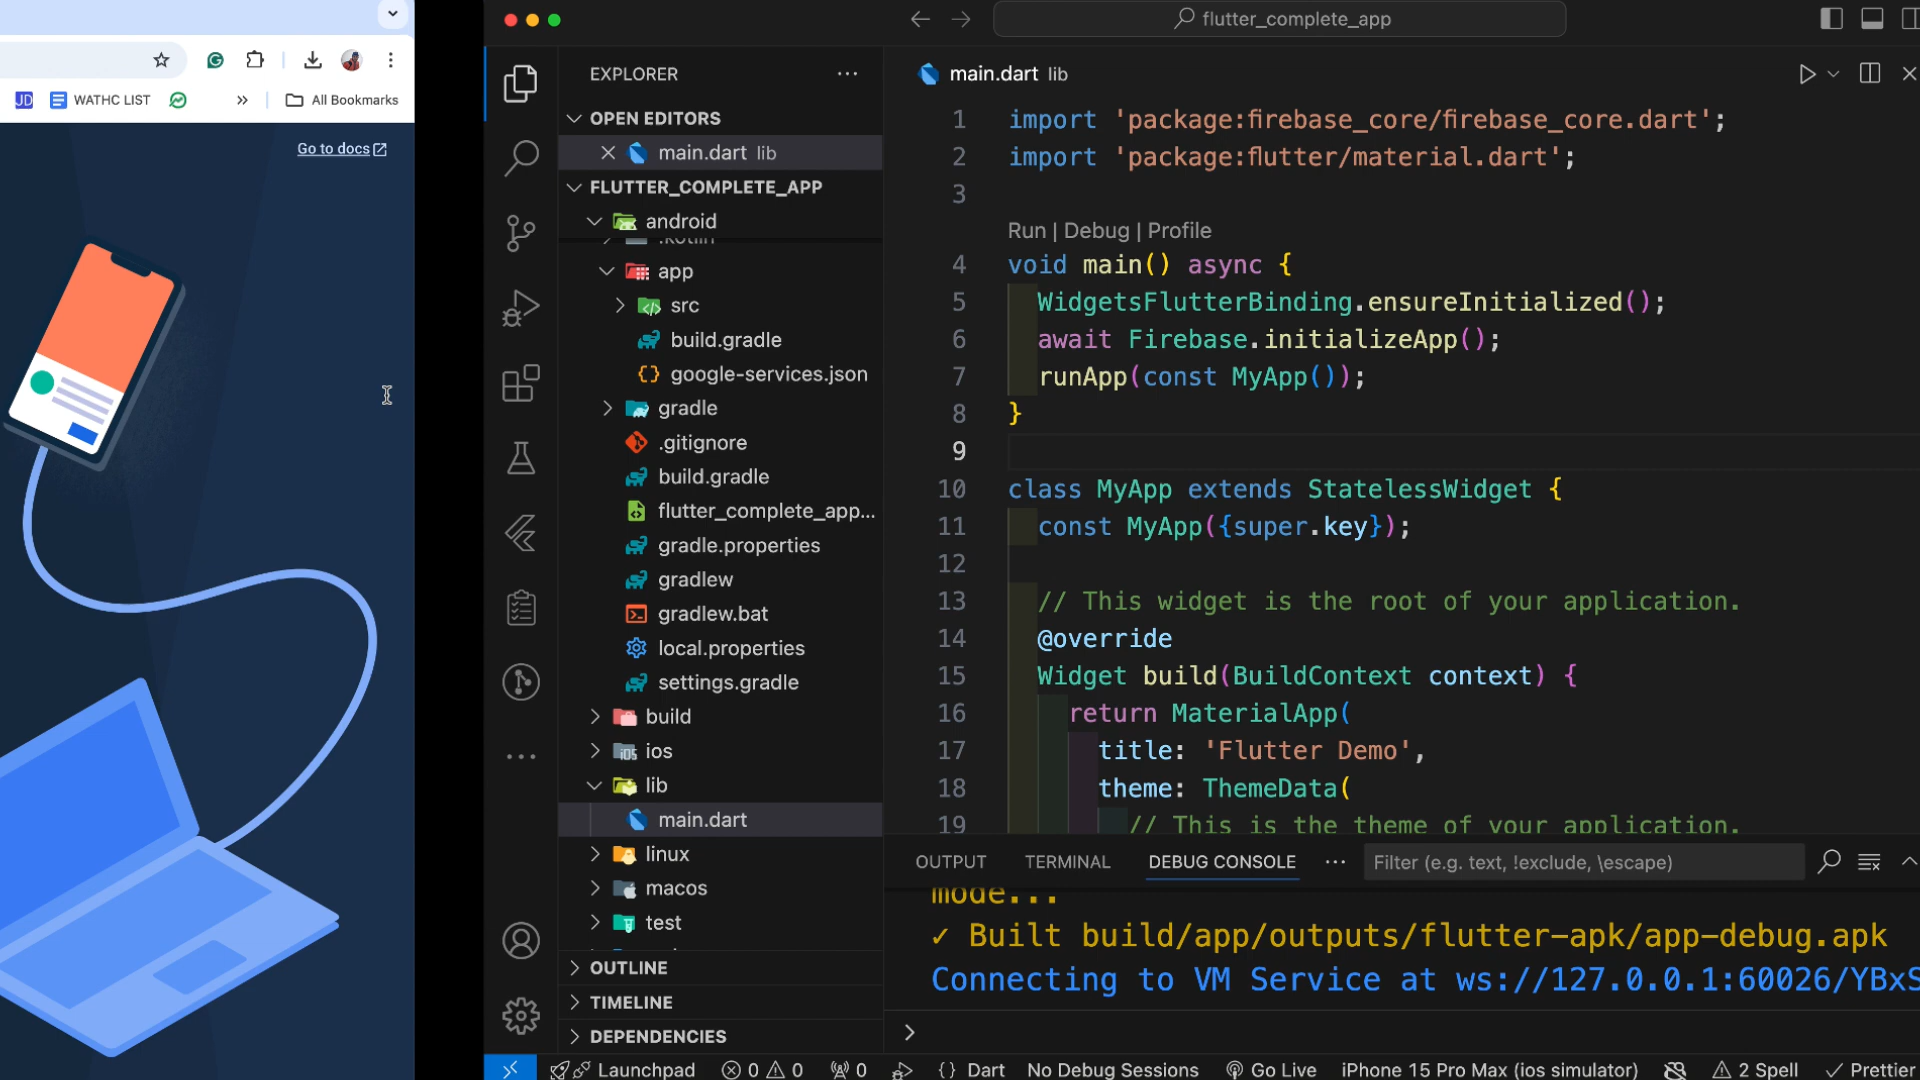 JD
WATHC LIST
»
All Bookmarks
Go to docs
flutter_complete_app
EXPLORER
OPEN EDITORS
main.dart lib
FLUTTER_COMPLETE_APP
android
.kotlin
app
src
build.gradle
google-services.json
gradle
.gitignore
build.gradle
flutter_complete_app...
gradle.properties
gradlew
gradlew.bat
local.properties
settings.gradle
build
ios
lib
main.dart
linux
macos
test
OUTLINE
TIMELINE
DEPENDENCIES
main.dart lib
1 import 'package:firebase_core/firebase_core.dart';
2 import 'package:flutter/material.dart';
3
Run | Debug | Profile
4 void main() async {
5 WidgetsFlutterBinding.ensureInitialized();
6 await Firebase.initializeApp();
7 runApp(const MyApp());
8 }
9
10 class MyApp extends StatelessWidget {
11 const MyApp({super.key});
12
13 // This widget is the root of your application.
14 @override
15 Widget build(BuildContext context) {
16 return MaterialApp(
17 title: 'Flutter Demo',
18 theme: ThemeData(
19 // This is the theme of your application.
OUTPUT TERMINAL DEBUG CONSOLE ... Filter (e.g. text, !exclude, \escape)
mode...
✓ Built build/app/outputs/flutter-apk/app-debug.apk
Connecting to VM Service at ws://127.0.0.1:60026/YBxS
>
Launchpad 0 0 0 {} Dart No Debug Sessions Go Live iPhone 15 Pro Max (ios simulator) 2 Spell Prettier